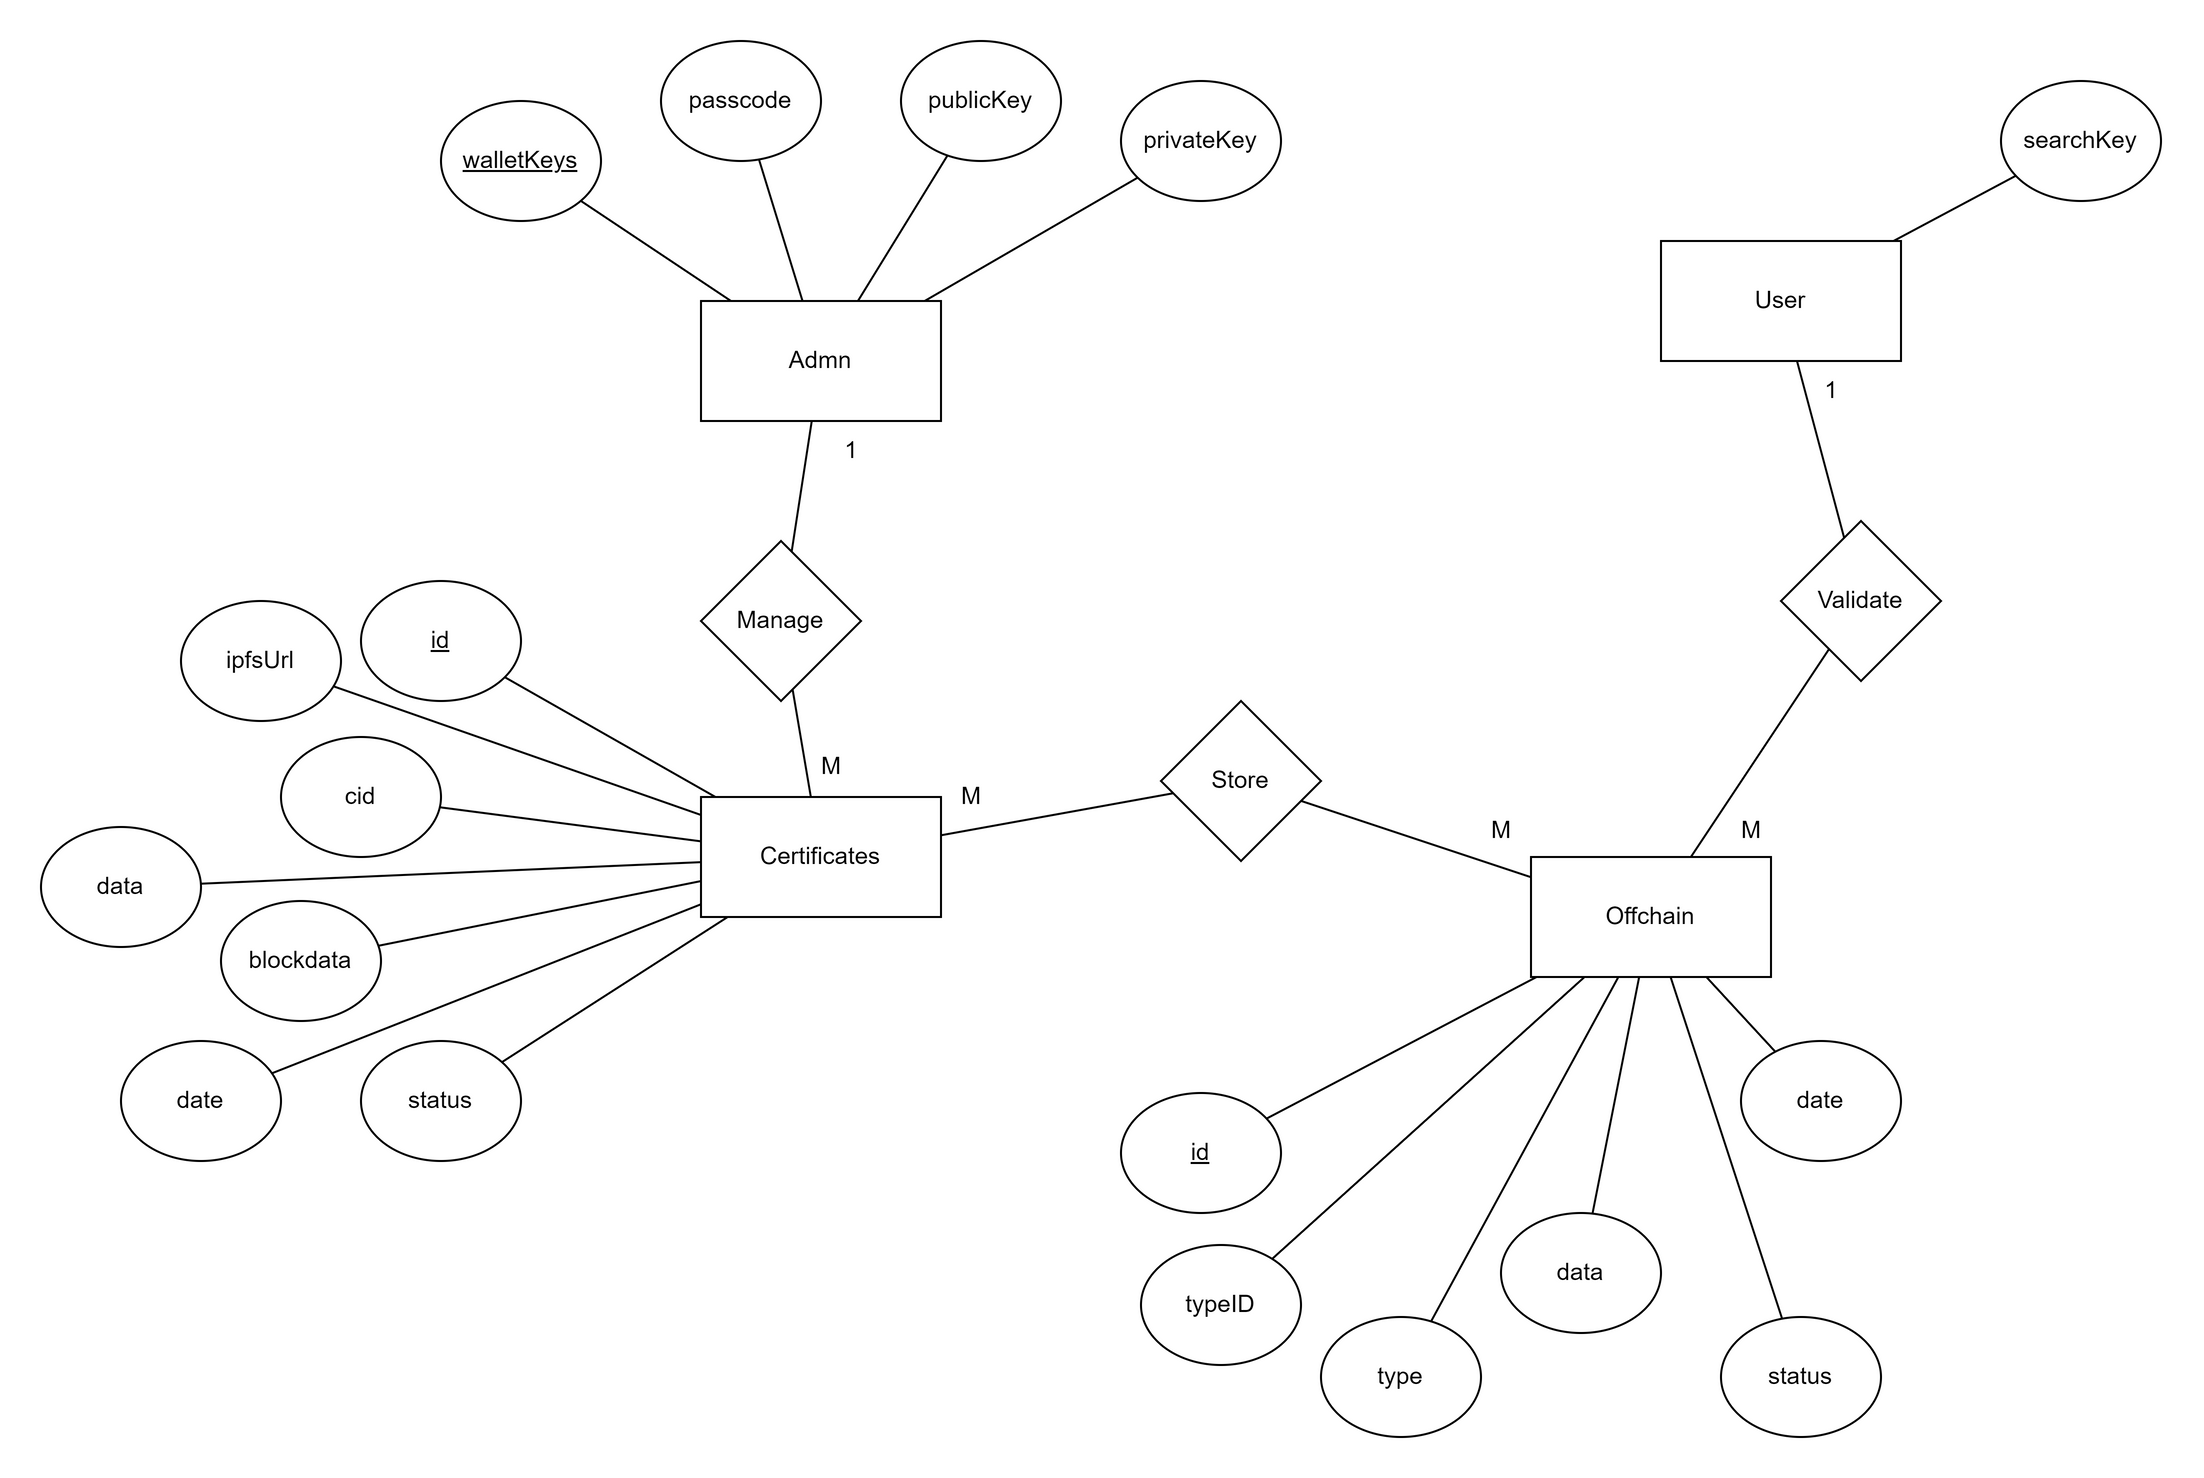 passcode
publicKey
privateKey
searchKey
walletKeys
User
Admn
1
1
Validate
Manage
id
ipfsUrl
M
Store
cid
M
M
M
Certificates
data
Offchain
blockdata
date
status
date
id
data
typeID
type
status